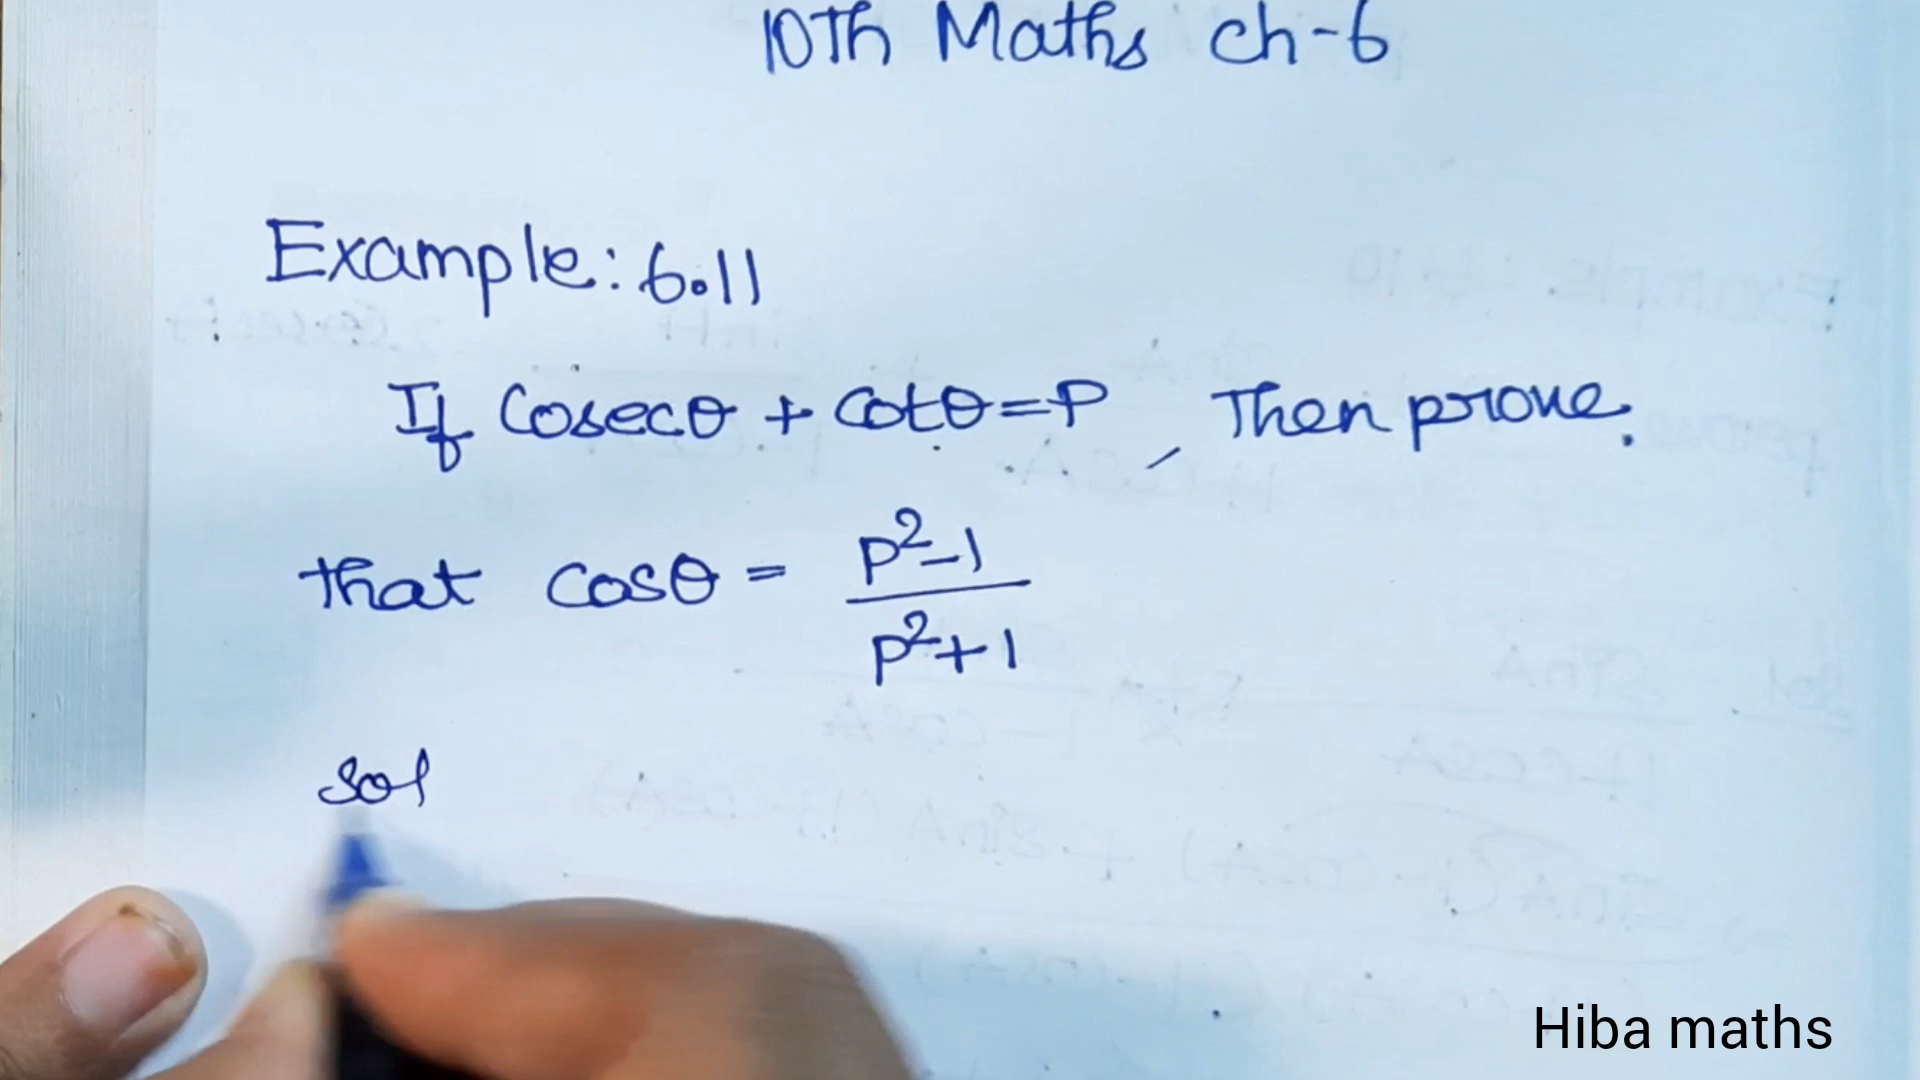 10Th Maths Ch-6
Example: 6.11
If Cosecθ + Cotθ = P, Then prove.
that cosθ = P²-1 / P²+1
Sol
Hiba maths